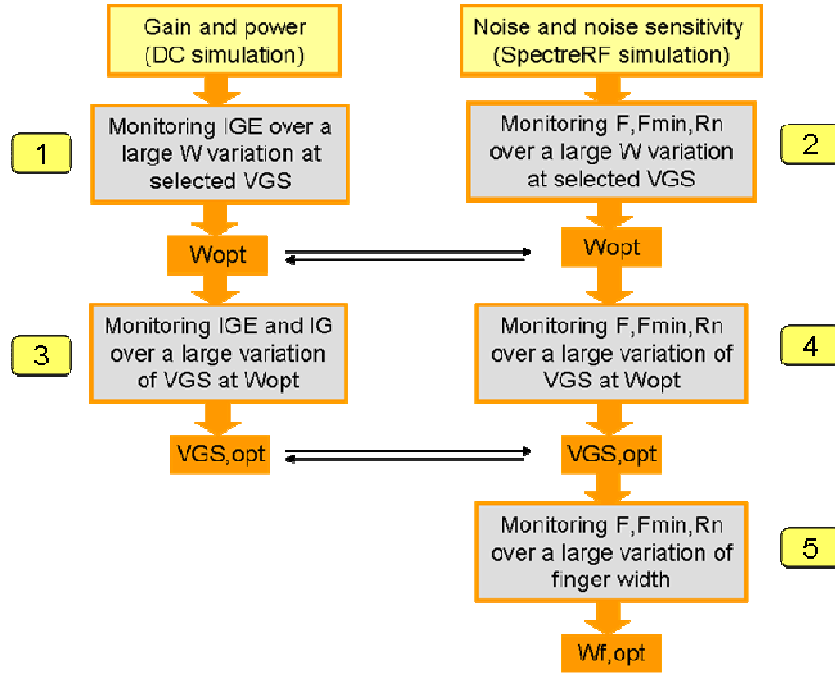 Gain and power
(DC simulation)
Noise and noise sensitivity
(SpectreRF simulation)
1
Monitoring IGE over a
large W variation at
selected VGS
Monitoring F,Fmin,Rn
over a large W variation
at selected VGS
2
Wopt
Wopt
3
Monitoring IGE and IG
over a large variation
of VGS at Wopt
Monitoring F,Fmin,Rn
over a large variation of
VGS at Wopt
4
VGS,opt
VGS,opt
Monitoring F,Fmin,Rn
over a large variation of
finger width
5
Wf,opt